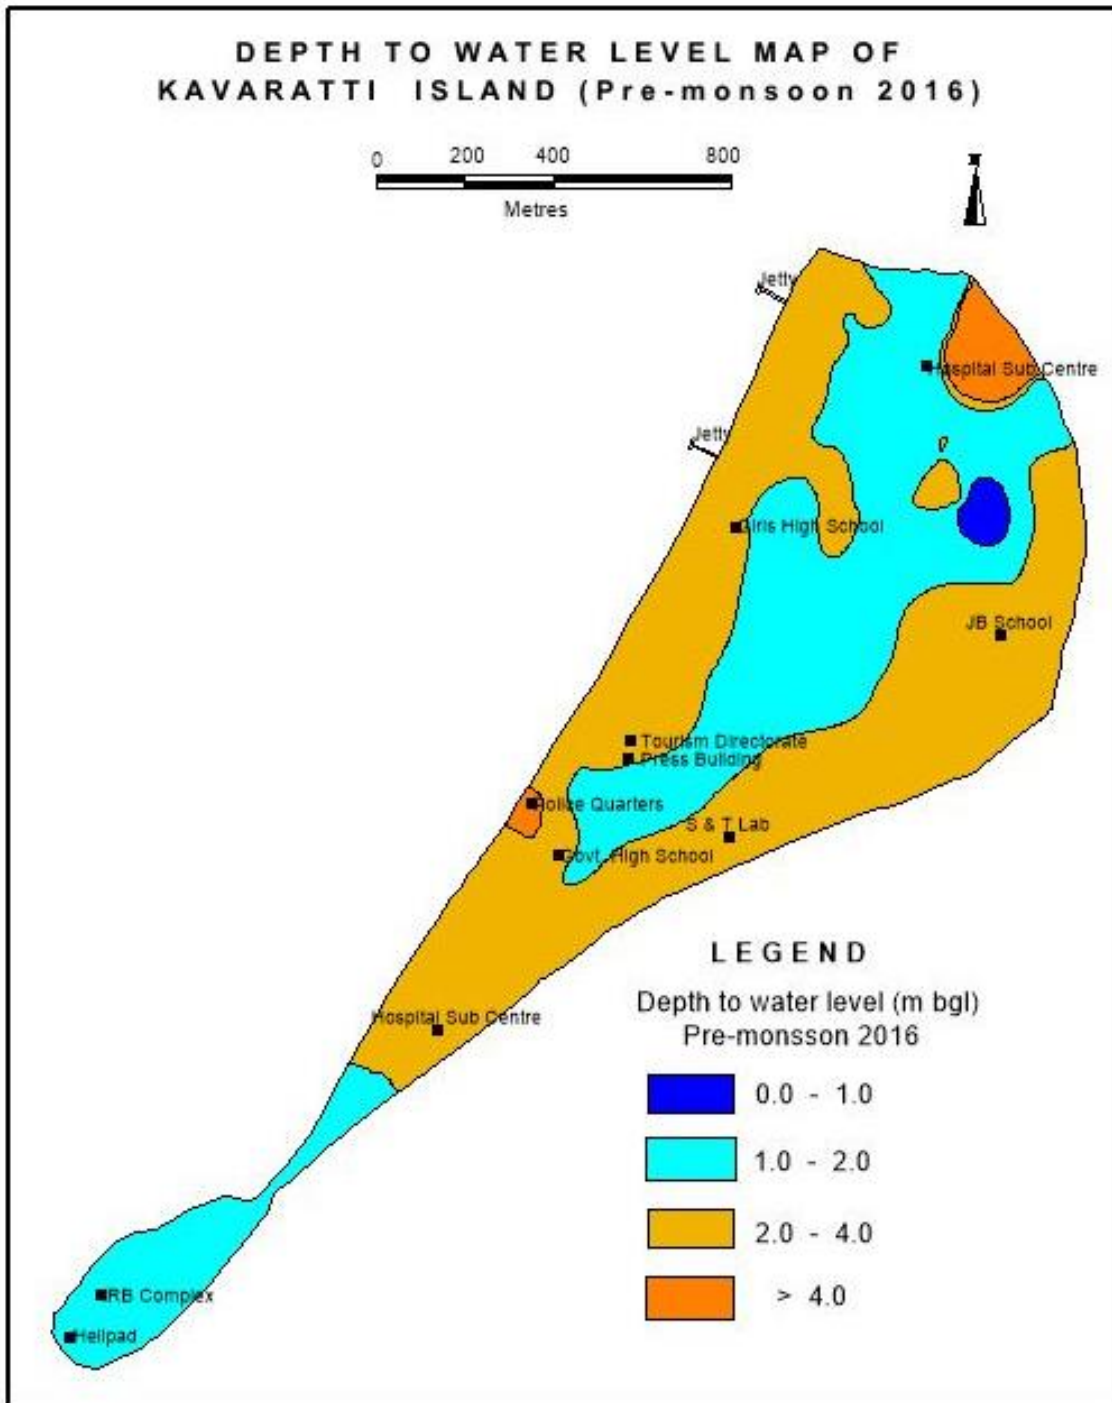 DEPTH TO WATER LEVEL MAP OF
KAVARATTI ISLAND (Pre-monsoon 2016)
0 200 400 800
Metres
N
Jetty
Hospital Sub Centre
Jetty
Girls High School
JB School
Tourism Directorate
Press Building
Police Quarters
S & T Lab
Govt. High School
LEGEND
Depth to water level (m bgl)
Pre-monsson 2016
Hospital Sub Centre
0.0 - 1.0
1.0 - 2.0
2.0 - 4.0
> 4.0
RB Complex
Helipad